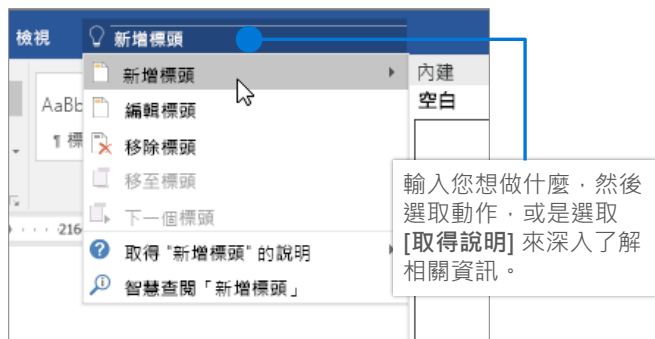 檢視
新增標頭
新增標頭
內建
AaBb
編輯標頭
空白
¶ 標
移除標頭
移至標頭
下一個標頭
216
取得 "新增標頭" 的說明
智慧查閱「新增標頭」
輸入您想做什麼，然後
選取動作，或是選取
[取得說明] 來深入了解
相關資訊。